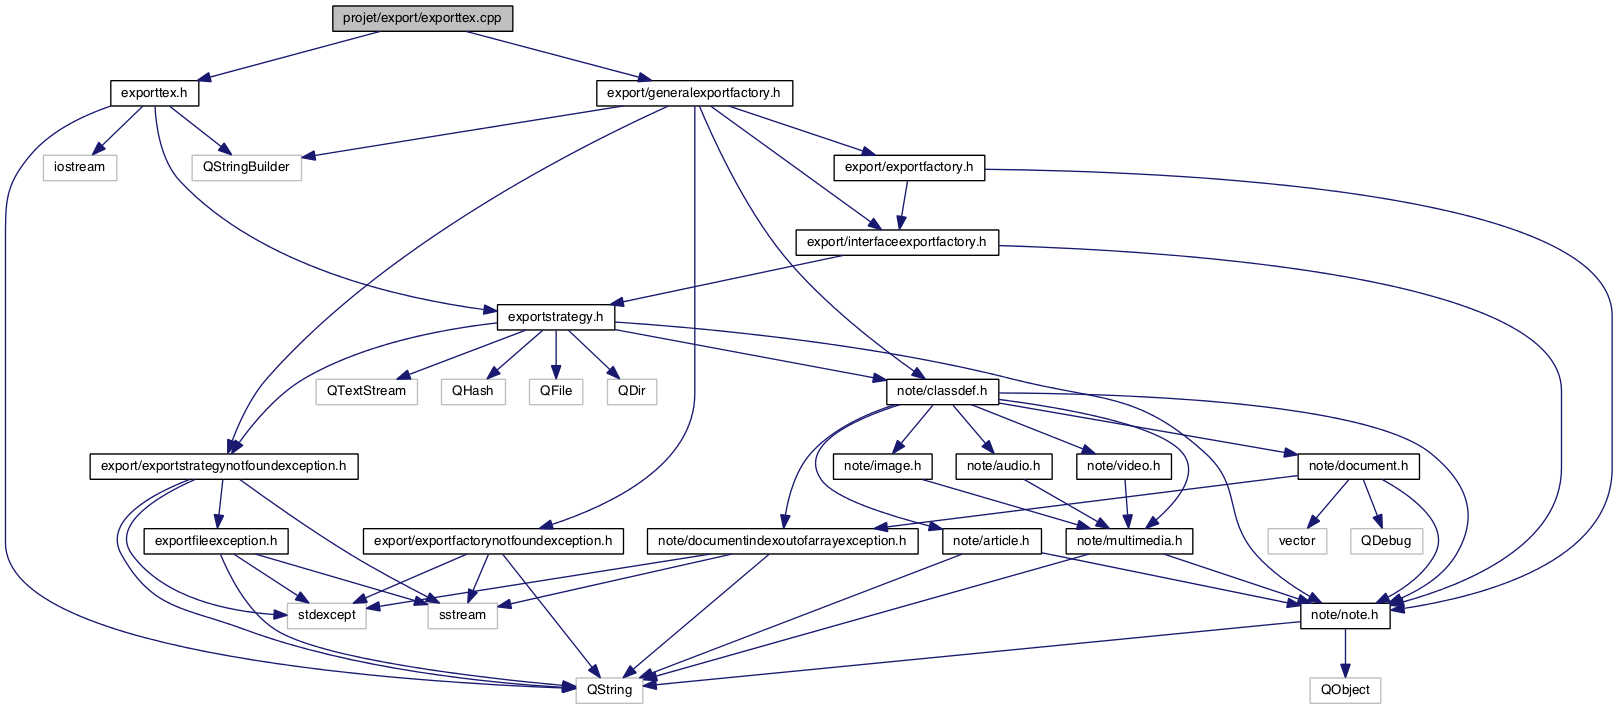 projet/export/exporttex.cpp
exporttex.h
export/generalexportfactory.h
iostream
QStringBuilder
export/exportfactory.h
export/interfaceexportfactory.h
exportstrategy.h
QTextStream
QHash
QFile
QDir
note/classdef.h
export/exportstrategynotfoundexception.h
note/image.h
note/audio.h
note/video.h
note/document.h
exportfileexception.h
export/exportfactorynotfoundexception.h
note/documentindexoutofarrayexception.h
note/article.h
note/multimedia.h
vector
QDebug
stdexcept
sstream
note/note.h
QString
QObject